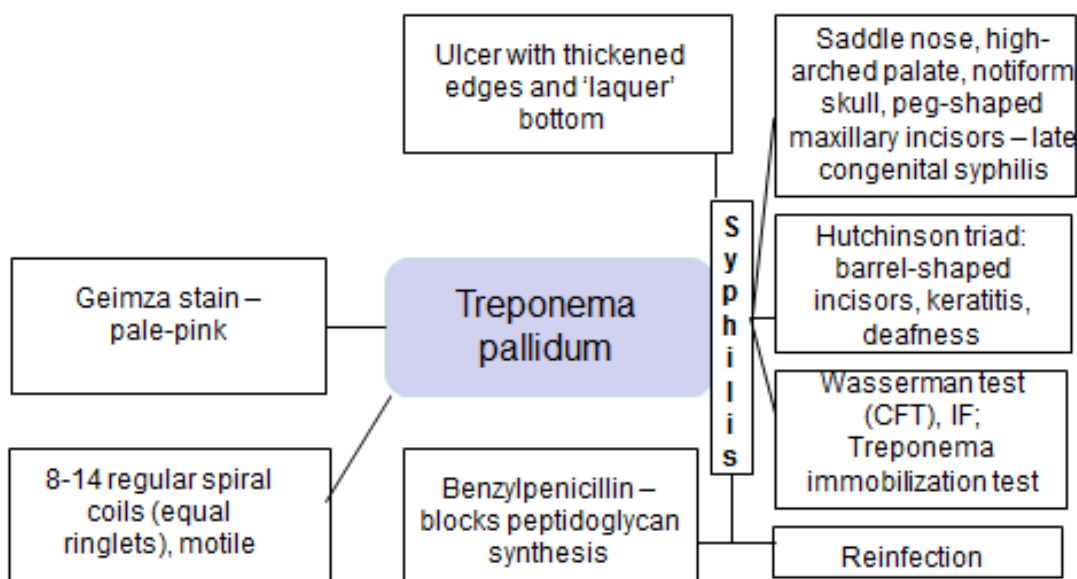 Ulcer with thickened
edges and ‘laquer’
bottom
Saddle nose, high-
arched palate, notiform
skull, peg-shaped
maxillary incisors – late
congenital syphilis
Geimza stain –
pale-pink
Treponema
pallidum
Syphilis
Hutchinson triad:
barrel-shaped
incisors, keratitis,
deafness
8-14 regular spiral
coils (equal
ringlets), motile
Benzylpenicillin –
blocks peptidoglycan
synthesis
Wasserman test
(CFT), IF;
Treponema
immobilization test
Reinfection